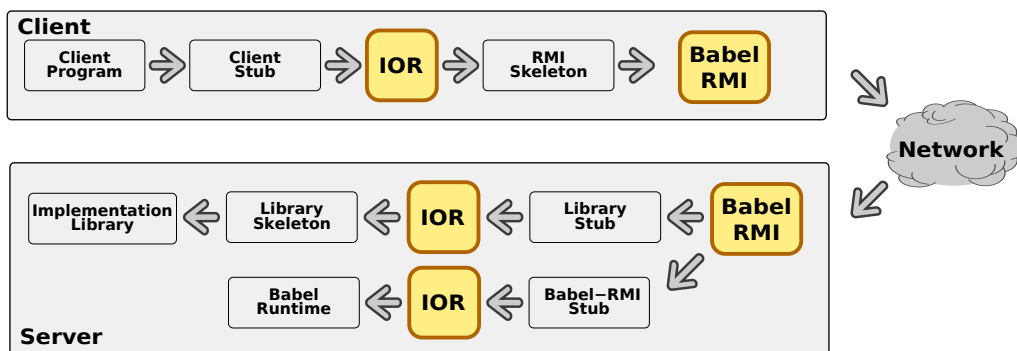 Client
Client
Program
Client
Stub
IOR
RMI
Skeleton
Babel
RMI
Network
Implementation
Library
Library
Skeleton
IOR
Library
Stub
Babel
RMI
Babel
Runtime
IOR
Babel−RMI
Stub
Server